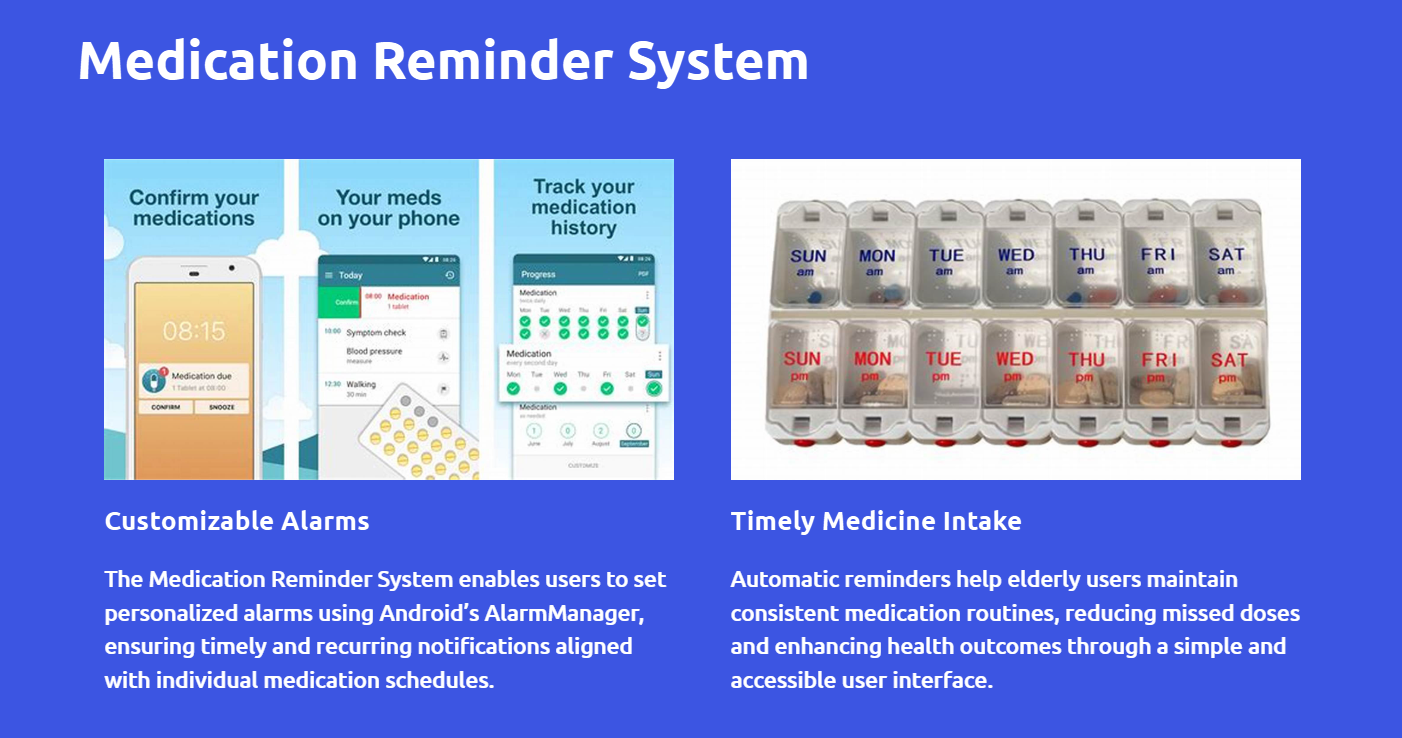 Medication Reminder System
Confirm your
medications
08:15
Medication due
1 Tablet at 08:00
CONFIRM SNOOZE
Your meds
on your phone
08:26
Today
Confirm 08:00 Medication
1 tablet
10:00 Symptom check
Blood pressure
measure
12:30 Walking
30 min
Track your
medication
history
08:26
Progress PDF
Medication
twice daily
Mon Tue Wed Thu Fri Sat Sun
Medication
every second day
Mon Tue Wed Thu Fri Sat Sun
Medication
as needed
1 0 2 0
June July August September
CUSTOMIZE
SUN MON TUE WED THU FRI SAT
am am am am am am am
SUN MON TUE WED THU FRI SAT
pm pm pm pm pm pm pm
Customizable Alarms
The Medication Reminder System enables users to set
personalized alarms using Android’s AlarmManager,
ensuring timely and recurring notifications aligned
with individual medication schedules.
Timely Medicine Intake
Automatic reminders help elderly users maintain
consistent medication routines, reducing missed doses
and enhancing health outcomes through a simple and
accessible user interface.